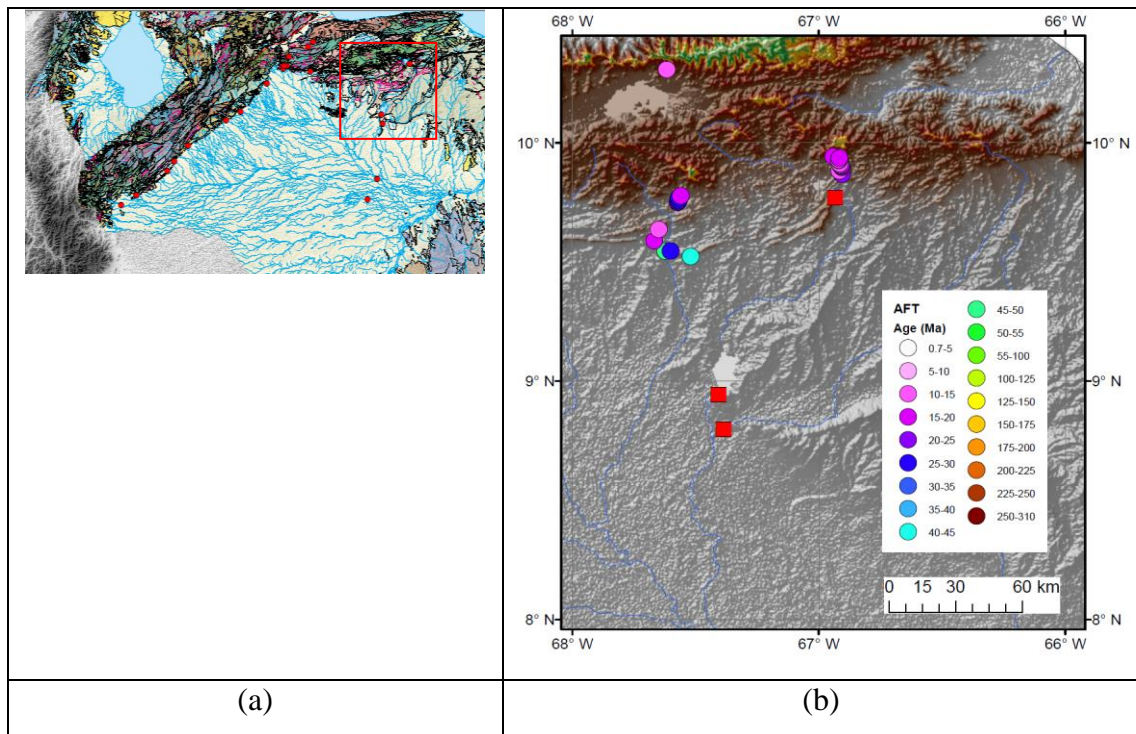 68° W 67° W 66° W
10° N 10° N
9° N 9° N
8° N 8° N
AFT
Age (Ma)
0.7-5
5-10
10-15
15-20
20-25
25-30
30-35
35-40
40-45
45-50
50-55
55-100
100-125
125-150
150-175
175-200
200-225
225-250
250-310
0 15 30 60 km
68° W 67° W 66° W
(a) (b)